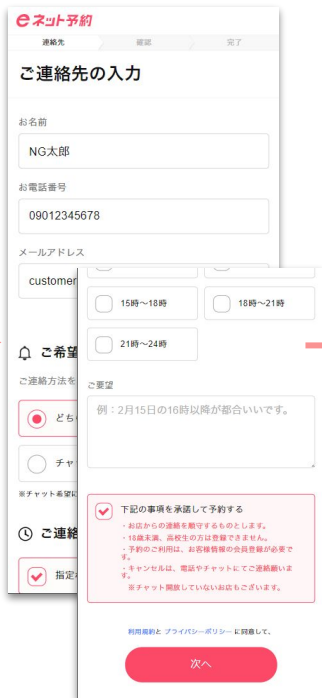 eネット予約
連絡先
確認
完了
ご連絡先の入力
お名前
NG太郎
お電話番号
09012345678
メールアドレス
customer
ご希望
ご連絡方法を
どち
チャ
※チャット希望に
ご連絡
指定
15時～18時
18時～21時
21時～24時
ご要望
例：2月15日の16時以降が都合いいです。
下記の事項を承諾して予約する
・お店からの連絡を順守するものとします。
・18歳未満、高校生の方は登録できません。
・予約のご利用は、お客様情報の会員登録が必要で
す。
・キャンセルは、電話やチャットにてご連絡願いま
す。
※チャット開放していないお店もございます。
利用規約と プライバシーポリシー に同意して、
次へ